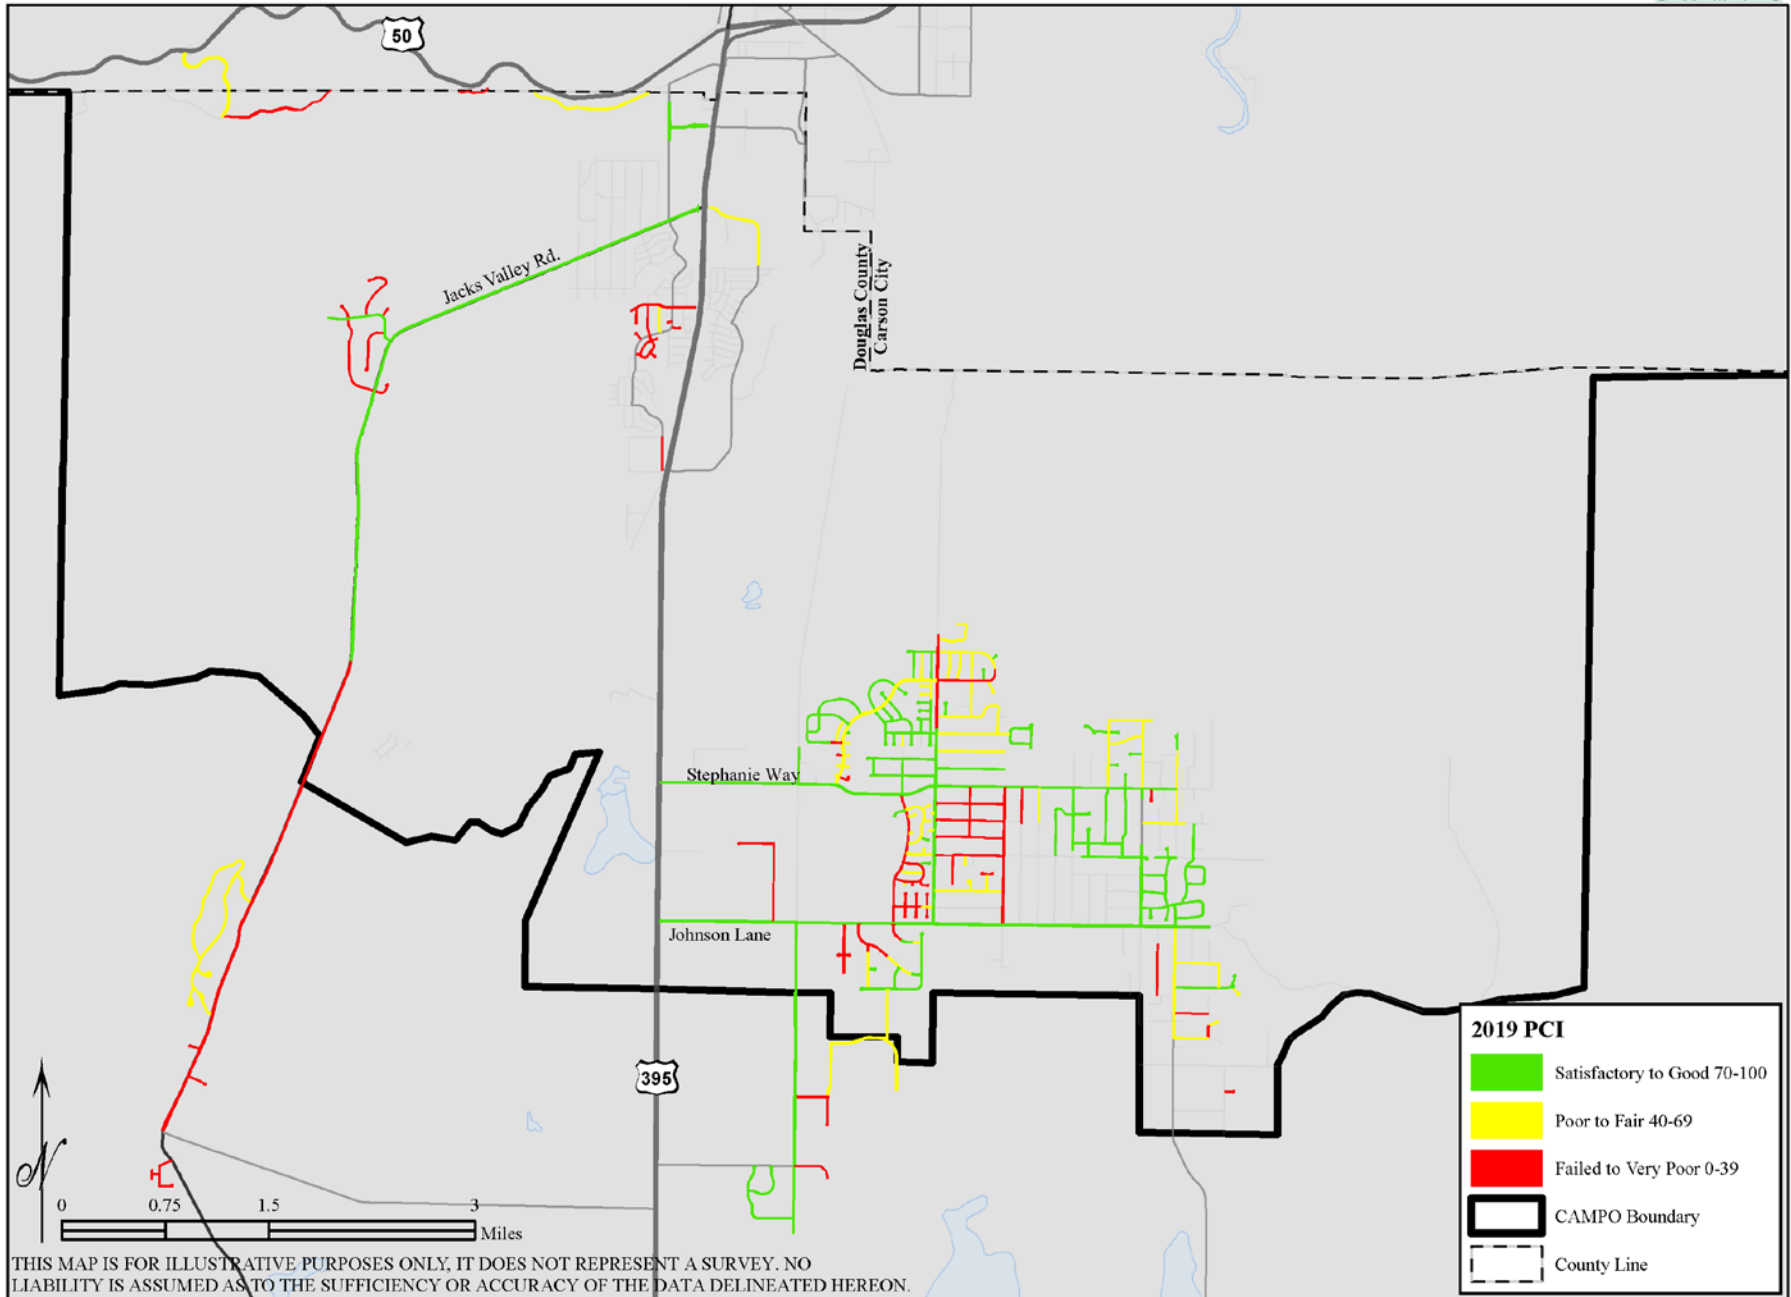 50
Jacks Valley Rd.
Douglas County
Carson City
Stephanie Way
Johnson Lane
395
2019 PCI
Satisfactory to Good 70-100
Poor to Fair 40-69
Failed to Very Poor 0-39
CAMPO Boundary
County Line
N
0 0.75 1.5 3
Miles
THIS MAP IS FOR ILLUSTRATIVE PURPOSES ONLY, IT DOES NOT REPRESENT A SURVEY. NO
LIABILITY IS ASSUMED AS TO THE SUFFICIENCY OR ACCURACY OF THE DATA DELINEATED HEREON.